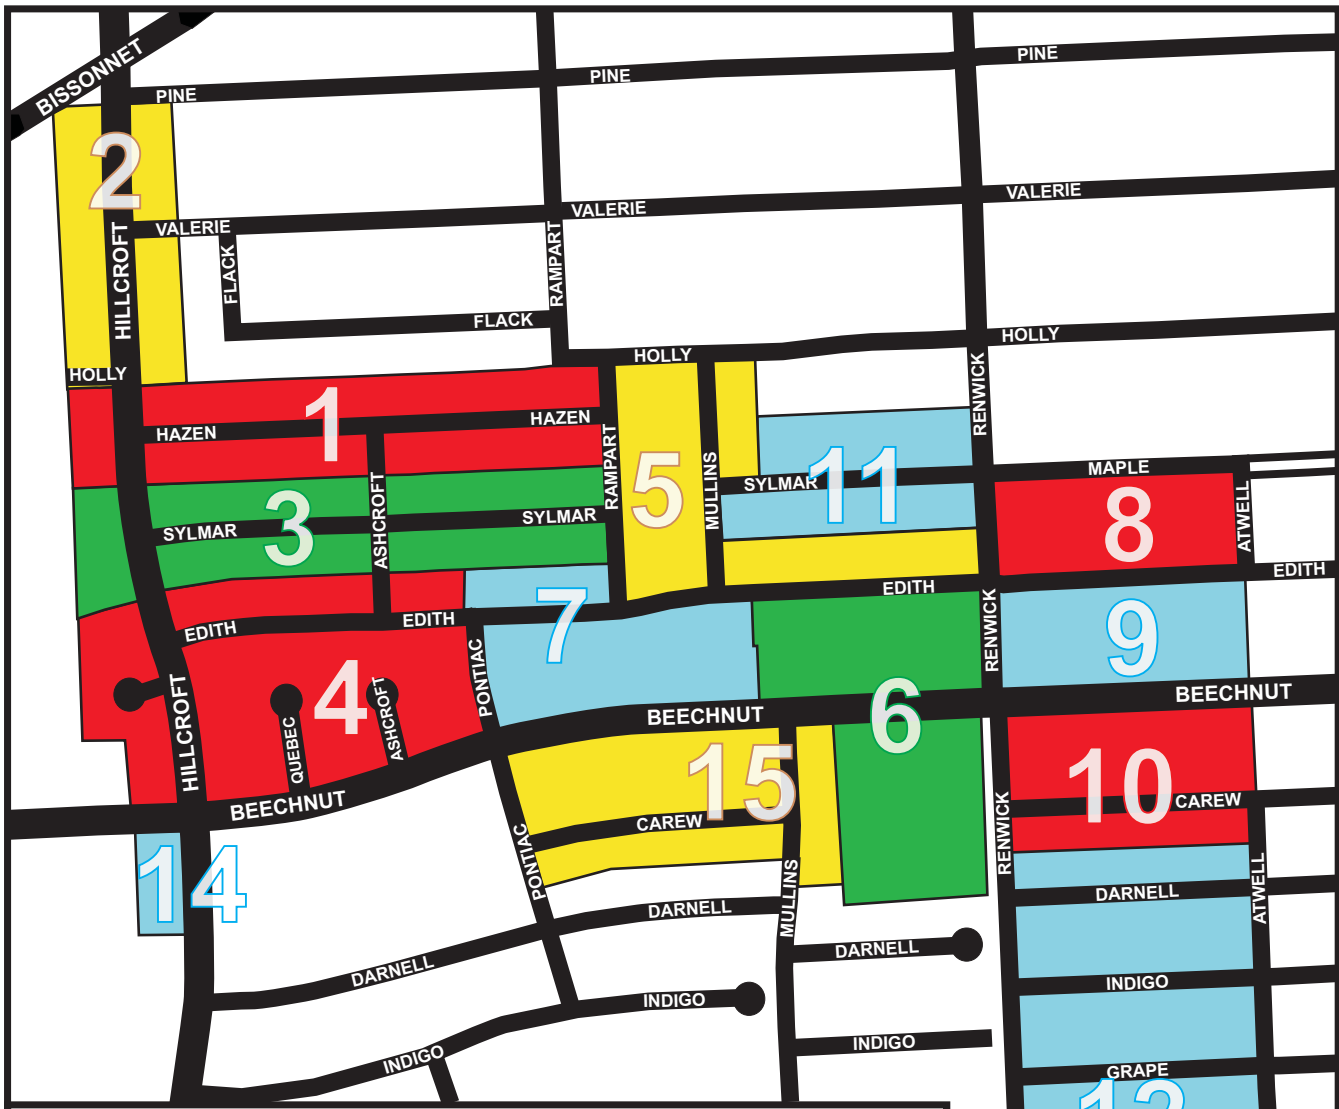 BISSONNET
PINE
PINE
PINE
2
VALERIE
VALERIE
VALERIE
HILLCROFT
FLACK
RAMPART
FLACK
HOLLY
HOLLY
HOLLY
RENWICK
1
HAZEN
HAZEN
RAMPART
5
MULLINS
SYLMAR
11
MAPLE
8
ATWELL
3
SYLMAR
SYLMAR
ASHCROFT
EDITH
EDITH
EDITH
EDITH
7
RENWICK
9
4
PONTIAC
HILLCROFT
QUEBEC
ASHCROFT
BEECHNUT
BEECHNUT
BEECHNUT
6
15
10
CAREW
CAREW
RENWICK
PONTIAC
MULLINS
14
ATWELL
DARNELL
DARNELL
DARNELL
DARNELL
INDIGO
INDIGO
INDIGO
INDIGO
GRAPE